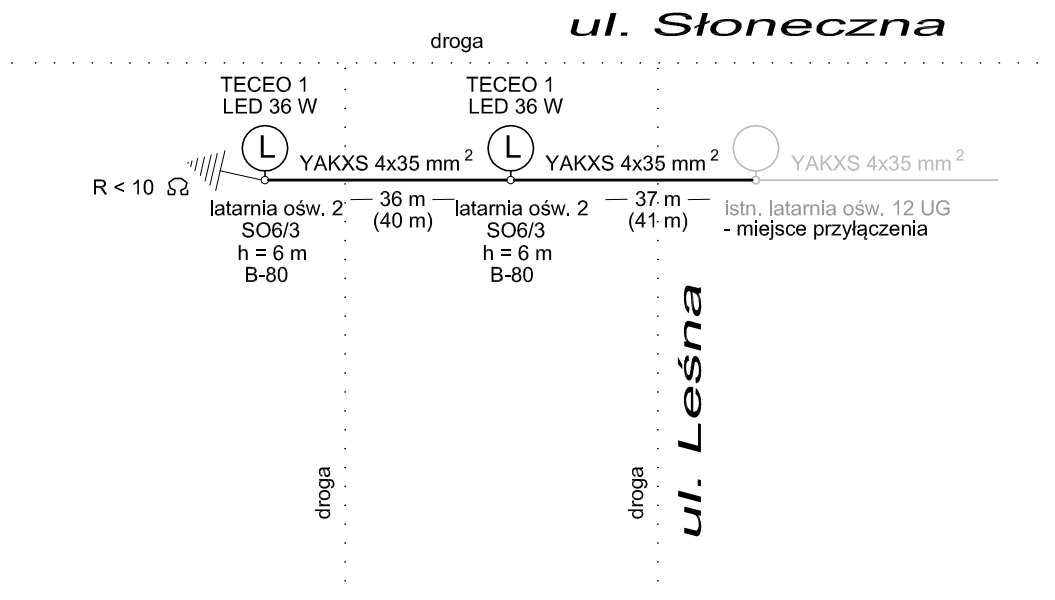 ul. Słoneczna
droga
TECEO 1
LED 36 W
TECEO 1
LED 36 W
L
L
YAKXS 4x35 mm²
YAKXS 4x35 mm²
YAKXS 4x35 mm²
R < 10 Ω
36 m
(40 m)
37 m
(41 m)
latarnia ośw. 2
SO6/3
h = 6 m
B-80
latarnia ośw. 2
SO6/3
h = 6 m
B-80
istn. latarnia ośw. 12 UG
- miejsce przyłączenia
ul. Leśna
droga
droga